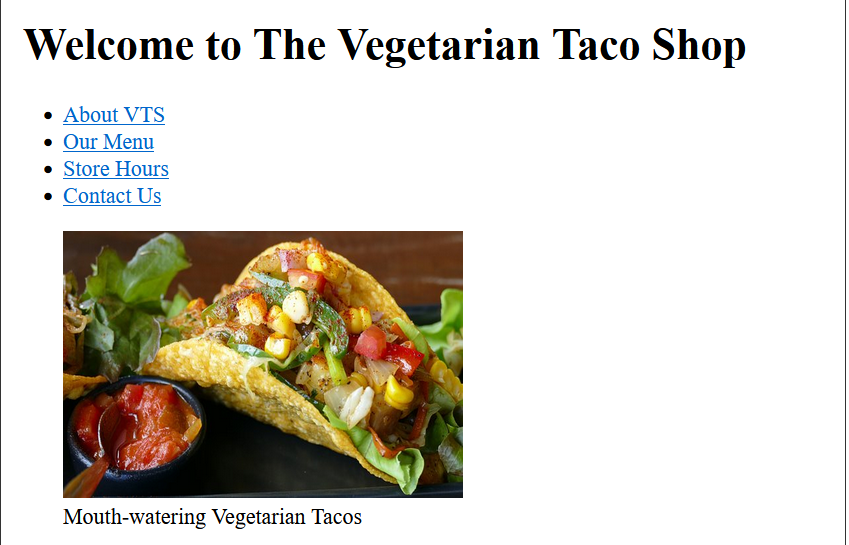 Welcome to The Vegetarian Taco Shop
About VTS
Our Menu
Store Hours
Contact Us
Mouth-watering Vegetarian Tacos